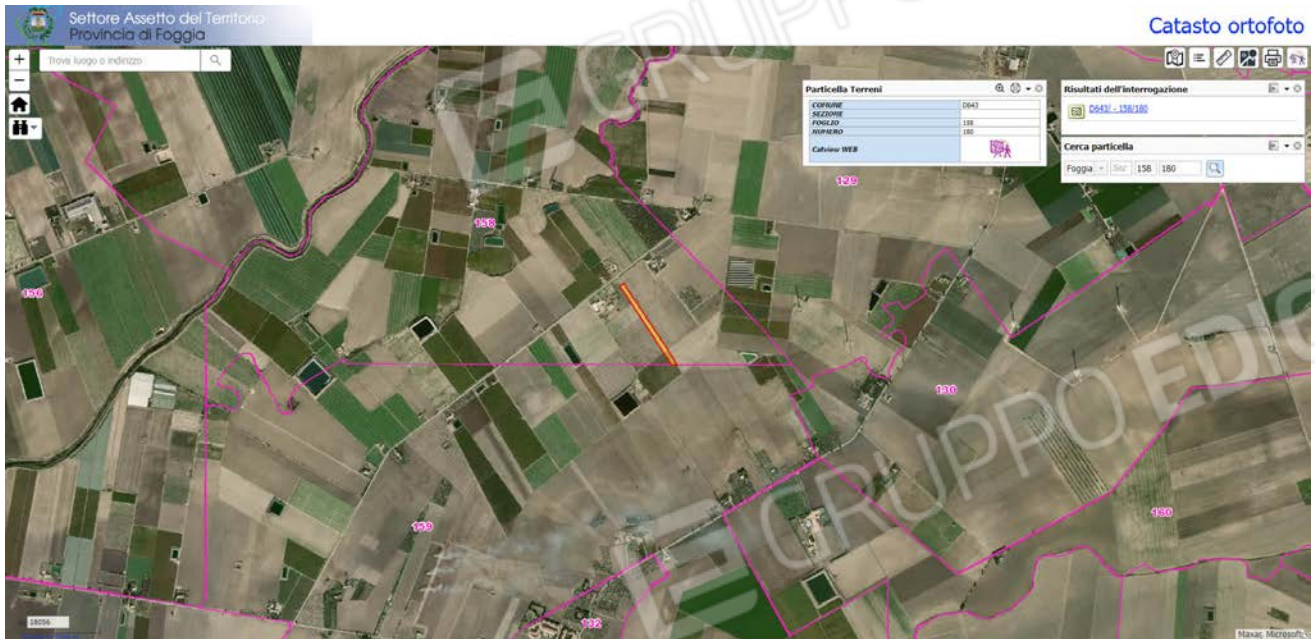 Settore Assetto del Territorio
Provincia di Foggia
Catasto ortofoto
Trova luogo o indirizzo
Particella Terreni
COMUNE D643
SEZIONE
FOGLIO 158
NUMERO 180
Catview WEB
Risultati dell'interrogazione
D643/ - 158/180
Cerca particella
Foggia Sez 158 180
129
158
156
130
159
160
132
18056
Maxar, Microsoft
GRUPPO
GRUPPO EDIC